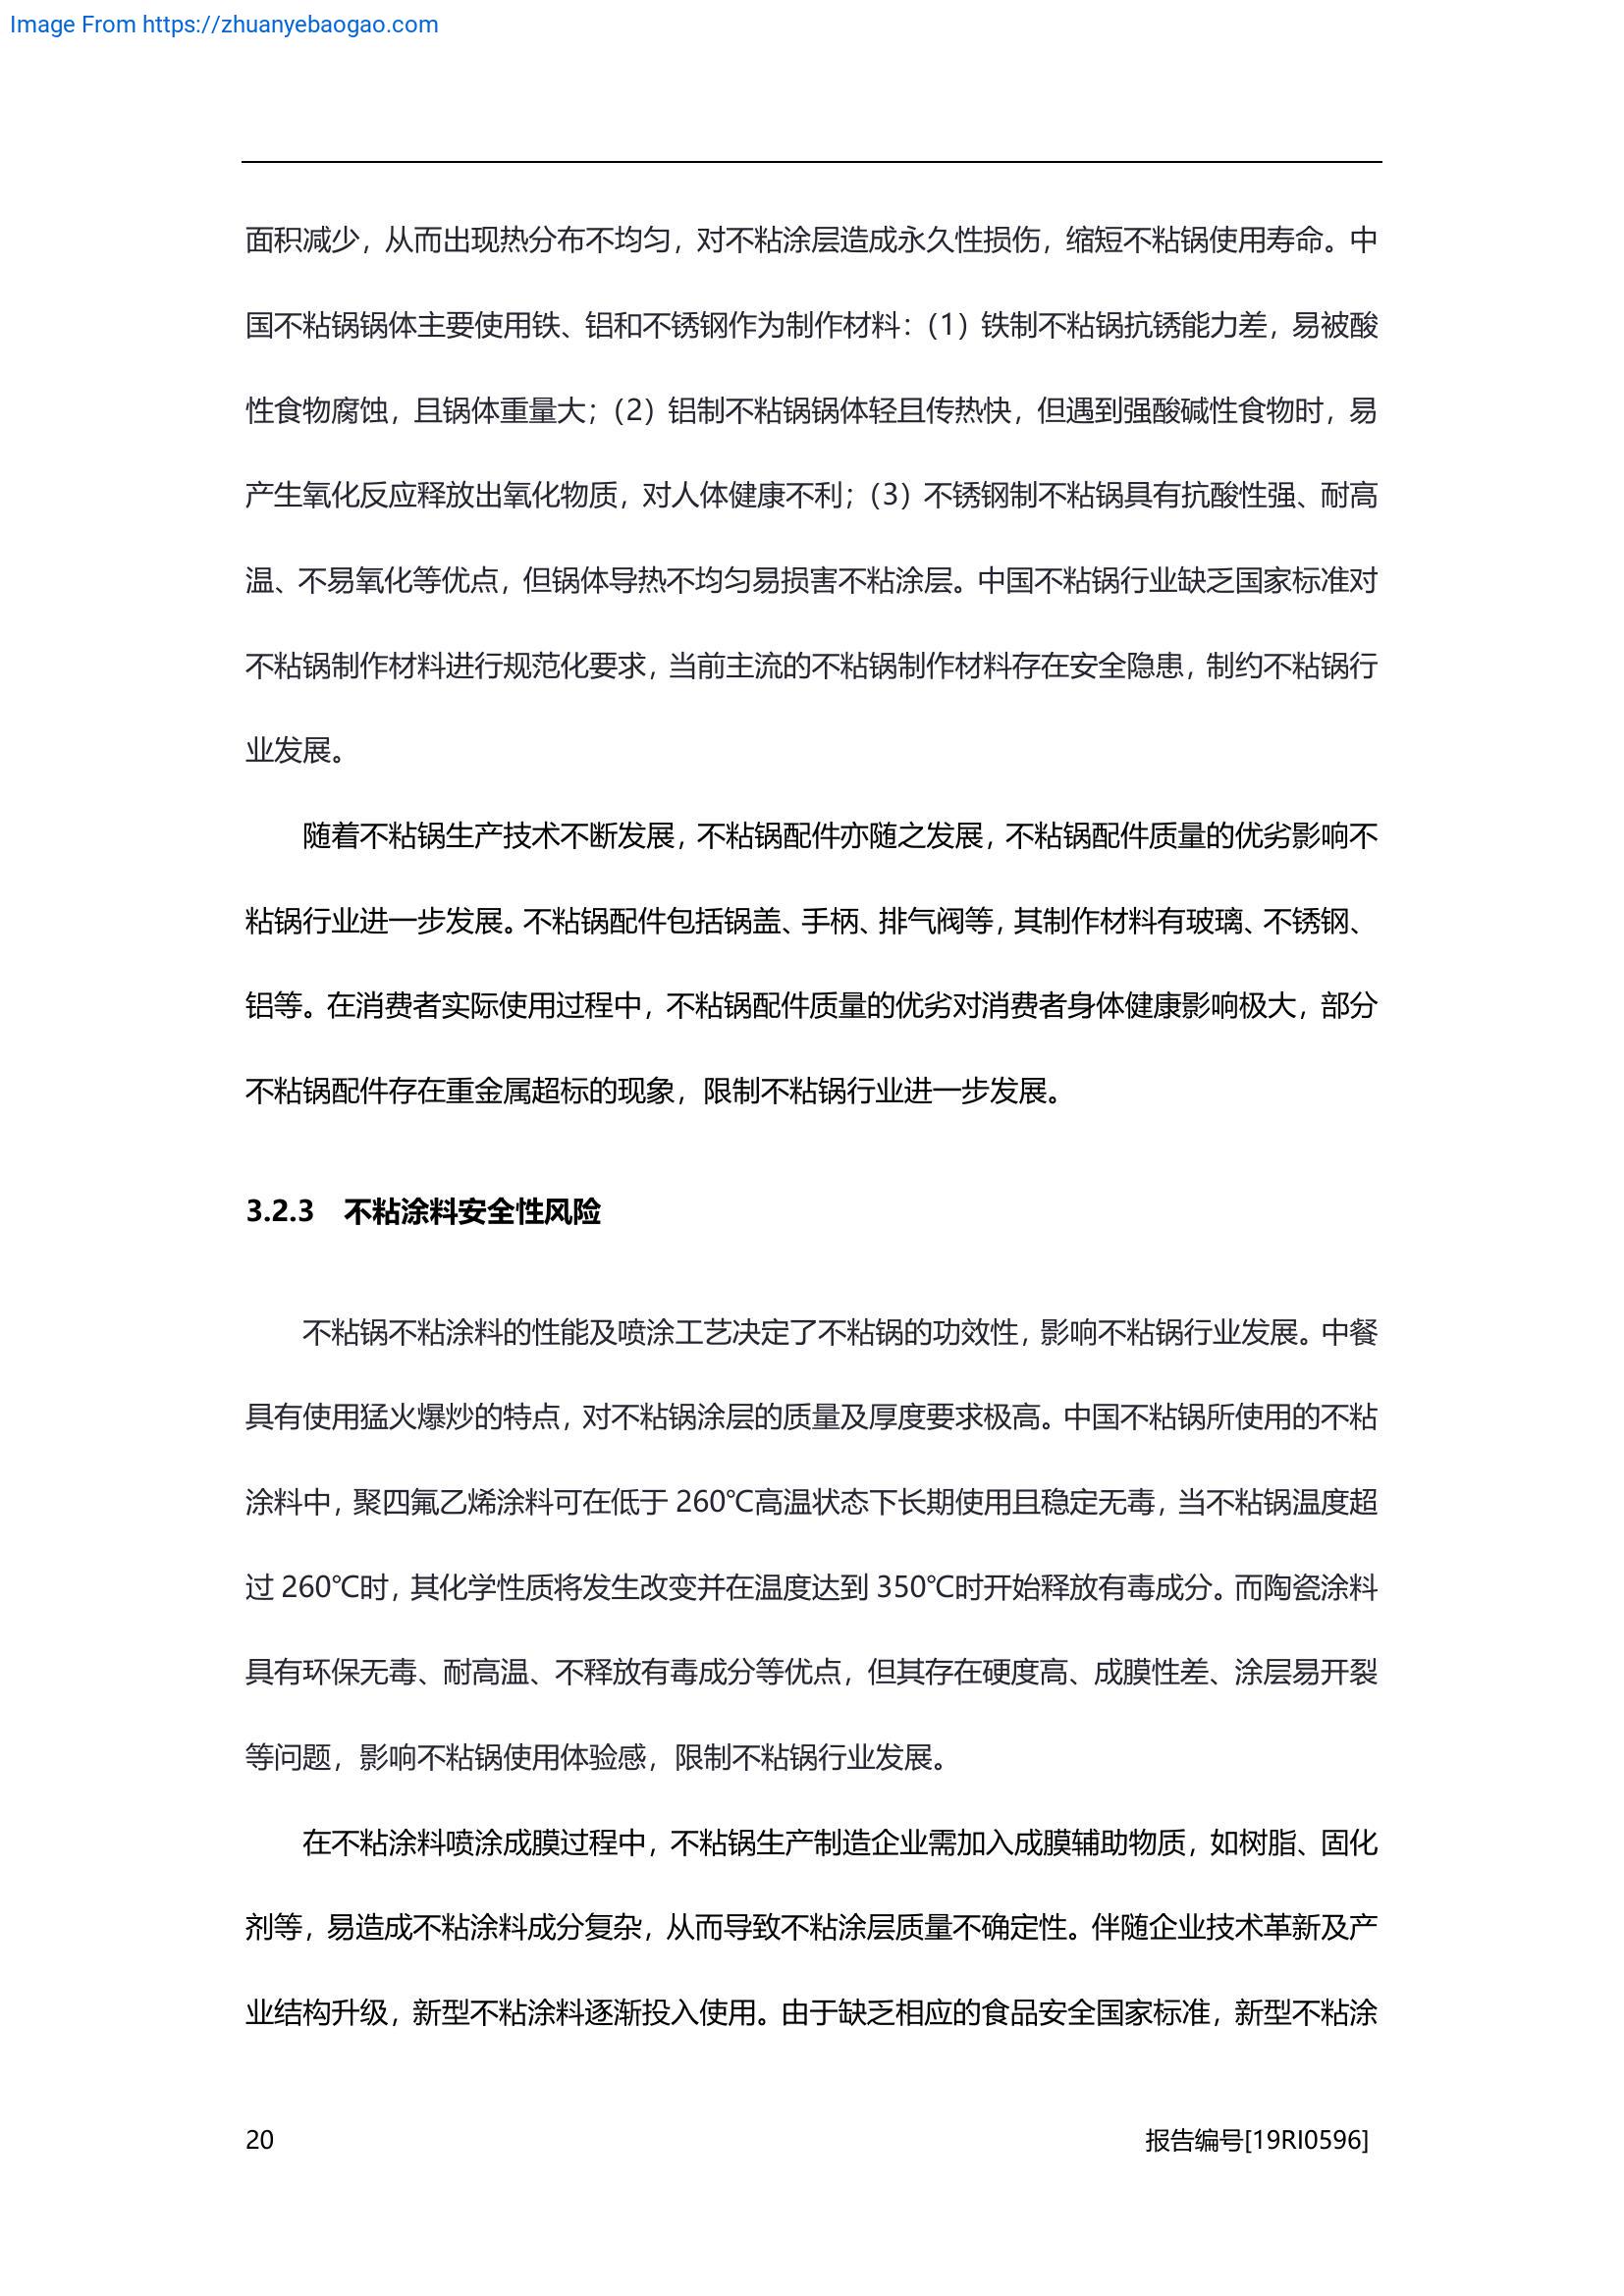 Image From https://zhuanyebaogao.com
面积减少，从而出现热分布不均匀，对不粘涂层造成永久性损伤，缩短不粘锅使用寿命。中
国不粘锅锅体主要使用铁、铝和不锈钢作为制作材料：（1）铁制不粘锅抗锈能力差，易被酸
性食物腐蚀，且锅体重量大；（2）铝制不粘锅锅体轻且传热快，但遇到强酸碱性食物时，易
产生氧化反应释放出氧化物质，对人体健康不利；（3）不锈钢制不粘锅具有抗酸性强、耐高
温、不易氧化等优点，但锅体导热不均匀易损害不粘涂层。中国不粘锅行业缺乏国家标准对
不粘锅制作材料进行规范化要求，当前主流的不粘锅制作材料存在安全隐患，制约不粘锅行
业发展。
随着不粘锅生产技术不断发展，不粘锅配件亦随之发展，不粘锅配件质量的优劣影响不
粘锅行业进一步发展。不粘锅配件包括锅盖、手柄、排气阀等，其制作材料有玻璃、不锈钢、
铝等。在消费者实际使用过程中，不粘锅配件质量的优劣对消费者身体健康影响极大，部分
不粘锅配件存在重金属超标的现象，限制不粘锅行业进一步发展。
3.2.3 不粘涂料安全性风险
不粘锅不粘涂料的性能及喷涂工艺决定了不粘锅的功效性，影响不粘锅行业发展。中餐
具有使用猛火爆炒的特点，对不粘锅涂层的质量及厚度要求极高。中国不粘锅所使用的不粘
涂料中，聚四氟乙烯涂料可在低于 260℃高温状态下长期使用且稳定无毒，当不粘锅温度超
过 260℃时，其化学性质将发生改变并在温度达到 350℃时开始释放有毒成分。而陶瓷涂料
具有环保无毒、耐高温、不释放有毒成分等优点，但其存在硬度高、成膜性差、涂层易开裂
等问题，影响不粘锅使用体验感，限制不粘锅行业发展。
在不粘涂料喷涂成膜过程中，不粘锅生产制造企业需加入成膜辅助物质，如树脂、固化
剂等，易造成不粘涂料成分复杂，从而导致不粘涂层质量不确定性。伴随企业技术革新及产
业结构升级，新型不粘涂料逐渐投入使用。由于缺乏相应的食品安全国家标准，新型不粘涂
20 报告编号[19RI0596]